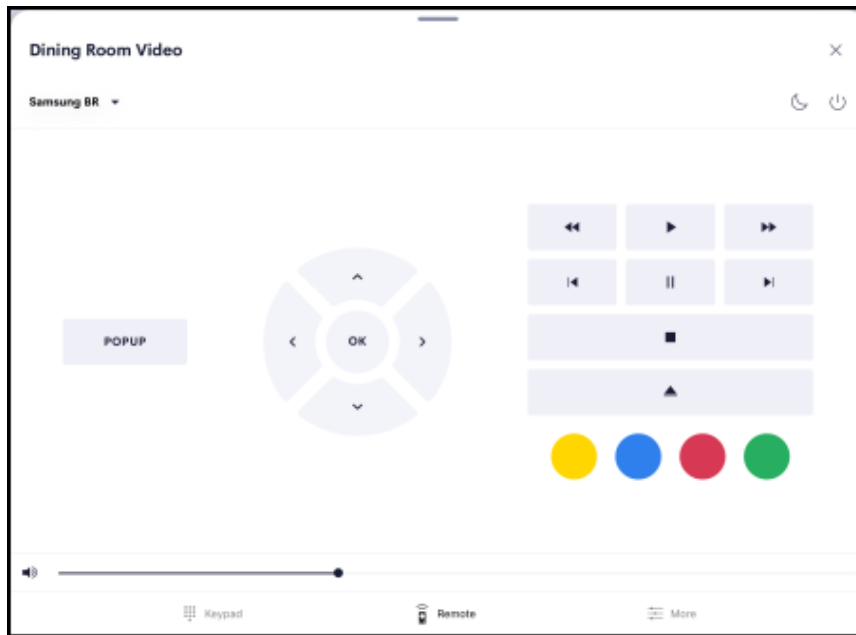 Dining Room Video
Samsung BR
POPUP
OK
Keypad
Remote
More